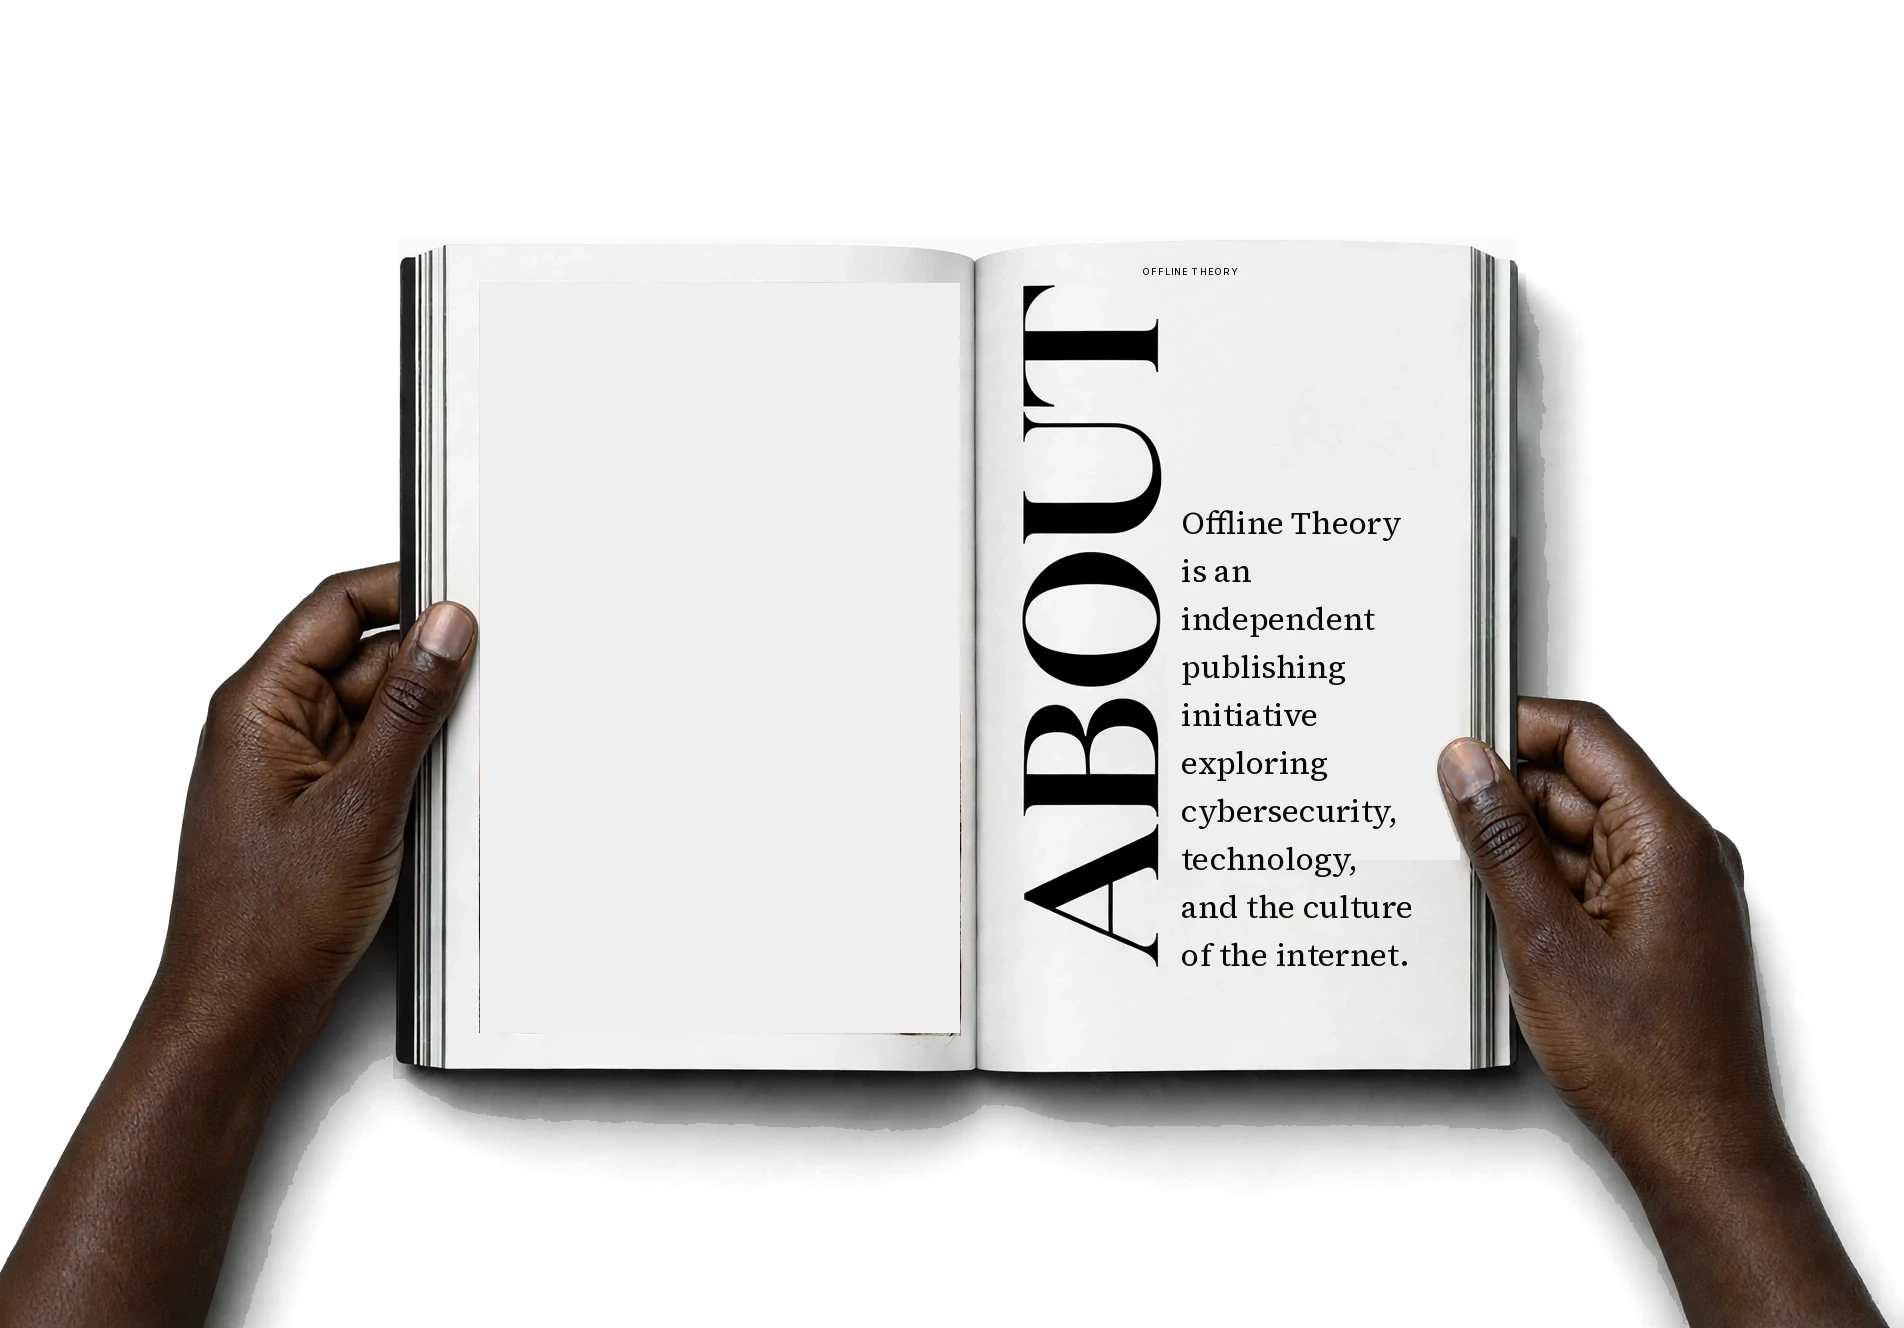 OFFLINE THEORY
ABOUT
Offline Theory
is an
independent
publishing
initiative
exploring
cybersecurity,
technology,
and the culture
of the internet.